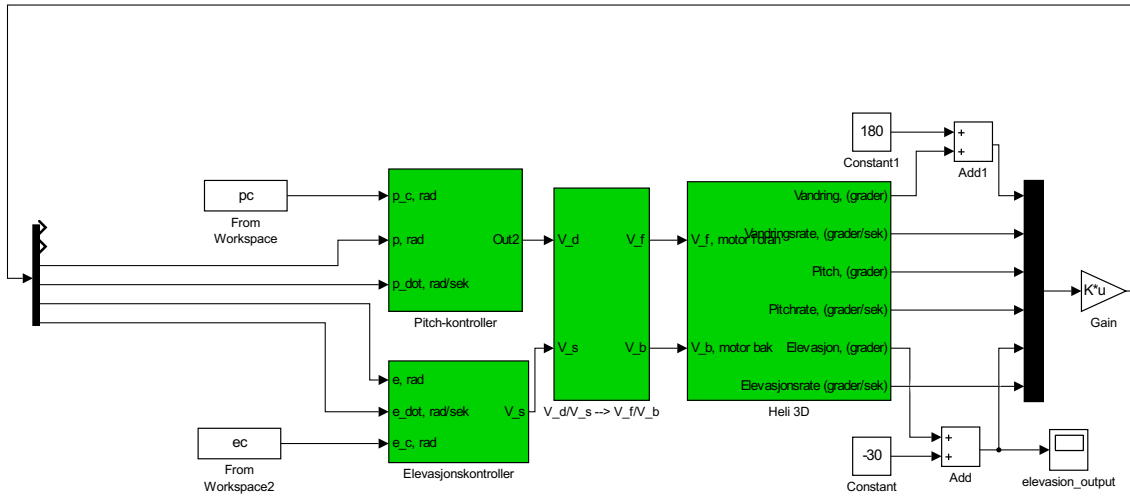 180
Constant1
+
+
Add1
pc
From
Workspace
p_c, rad
p, rad
p_dot, rad/sek
Out2
Pitch-kontroller
V_d
V_s
V_f
V_b
V_d/V_s --> V_f/V_b
V_f, motor foran
V_b, motor bak
Vandring, (grader)
Vandringsrate, (grader/sek)
Pitch, (grader)
Pitchrate, (grader/sek)
Elevasjon, (grader)
Elevasjonsrate (grader/sek)
Heli 3D
K*u
Gain
e, rad
e_dot, rad/sek
e_c, rad
V_s
Elevasjonskontroller
ec
From
Workspace2
-30
Constant
+
+
Add
elevasion_output